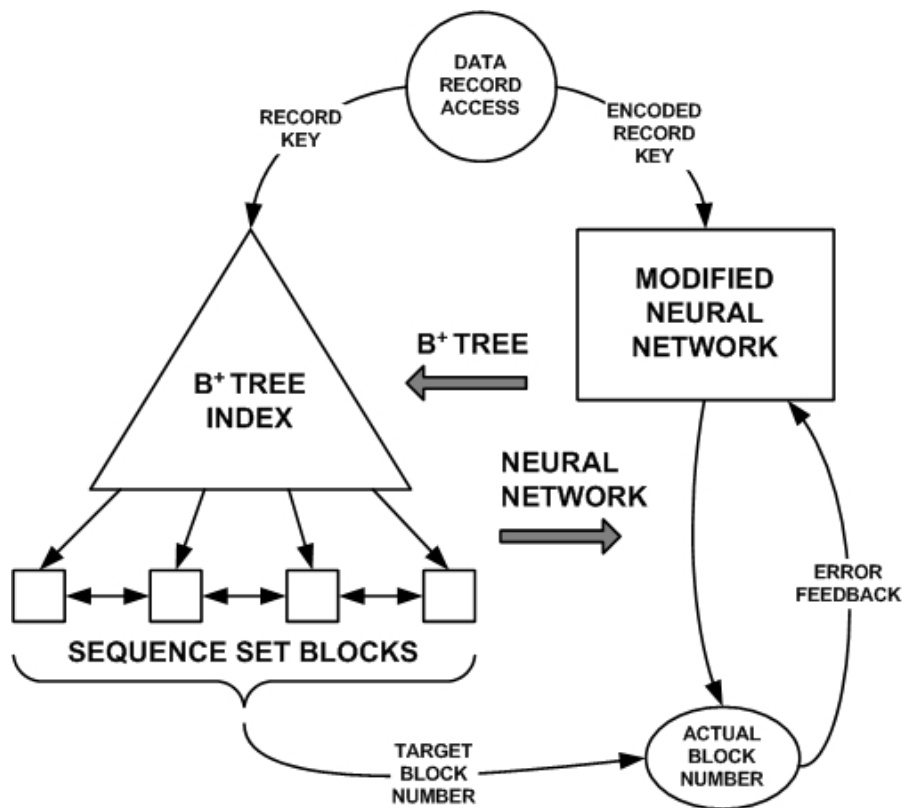 DATA
RECORD
ACCESS
RECORD
KEY
ENCODED
RECORD
KEY
MODIFIED
NEURAL
NETWORK
B+ TREE
B+ TREE
INDEX
NEURAL
NETWORK
ERROR
FEEDBACK
SEQUENCE SET BLOCKS
TARGET
BLOCK
NUMBER
ACTUAL
BLOCK
NUMBER